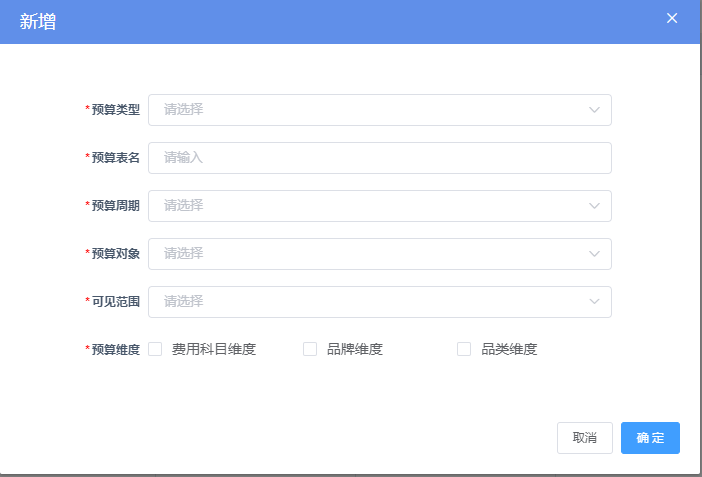 新增
*预算类型 请选择
*预算表名 请输入
*预算周期 请选择
*预算对象 请选择
*可见范围 请选择
*预算维度 费用科目维度 品牌维度 品类维度
取消 确定